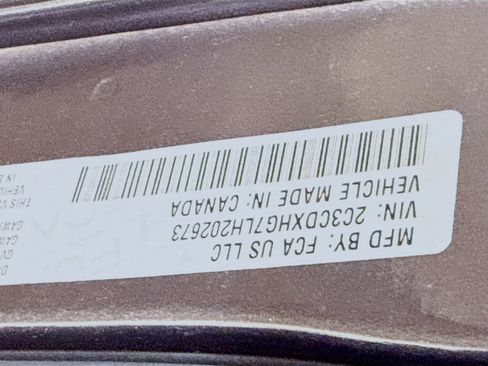 MFD BY: FCA US LLC
VIN: 2C3CDXHG7LH202673
VEHICLE MADE IN: CANADA